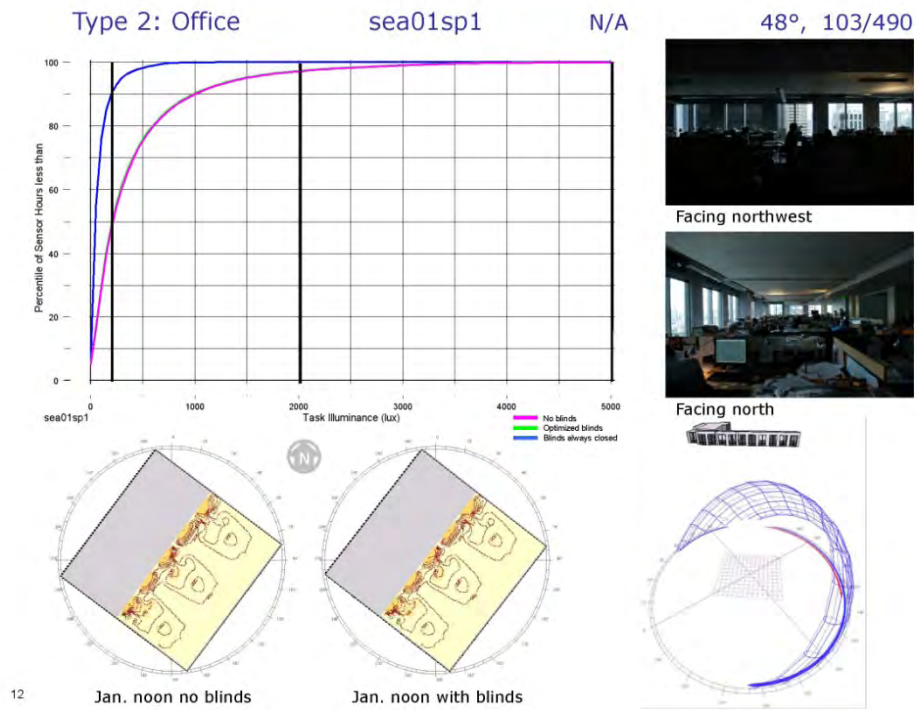 Type 2: Office sea01sp1 N/A 48°, 103/490
Percentile of Sensor Hours less than
100
80
60
40
20
0
0 1000 2000 3000 4000 5000
sea01sp1
Task Illuminance (lux)
No blinds
Optimized blinds
Blinds always closed
Facing northwest
Facing north
N
Jan. noon no blinds
Jan. noon with blinds
12